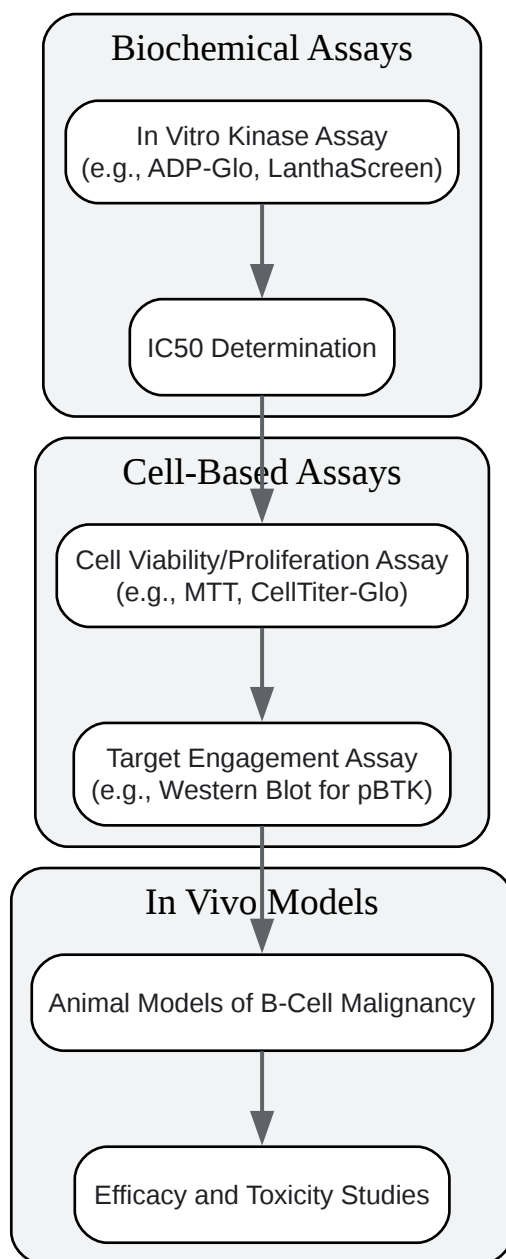 Biochemical Assays
In Vitro Kinase Assay
(e.g., ADP-Glo, LanthaScreen)
IC50 Determination
Cell-Based Assays
Cell Viability/Proliferation Assay
(e.g., MTT, CellTiter-Glo)
Target Engagement Assay
(e.g., Western Blot for pBTK)
In Vivo Models
Animal Models of B-Cell Malignancy
Efficacy and Toxicity Studies